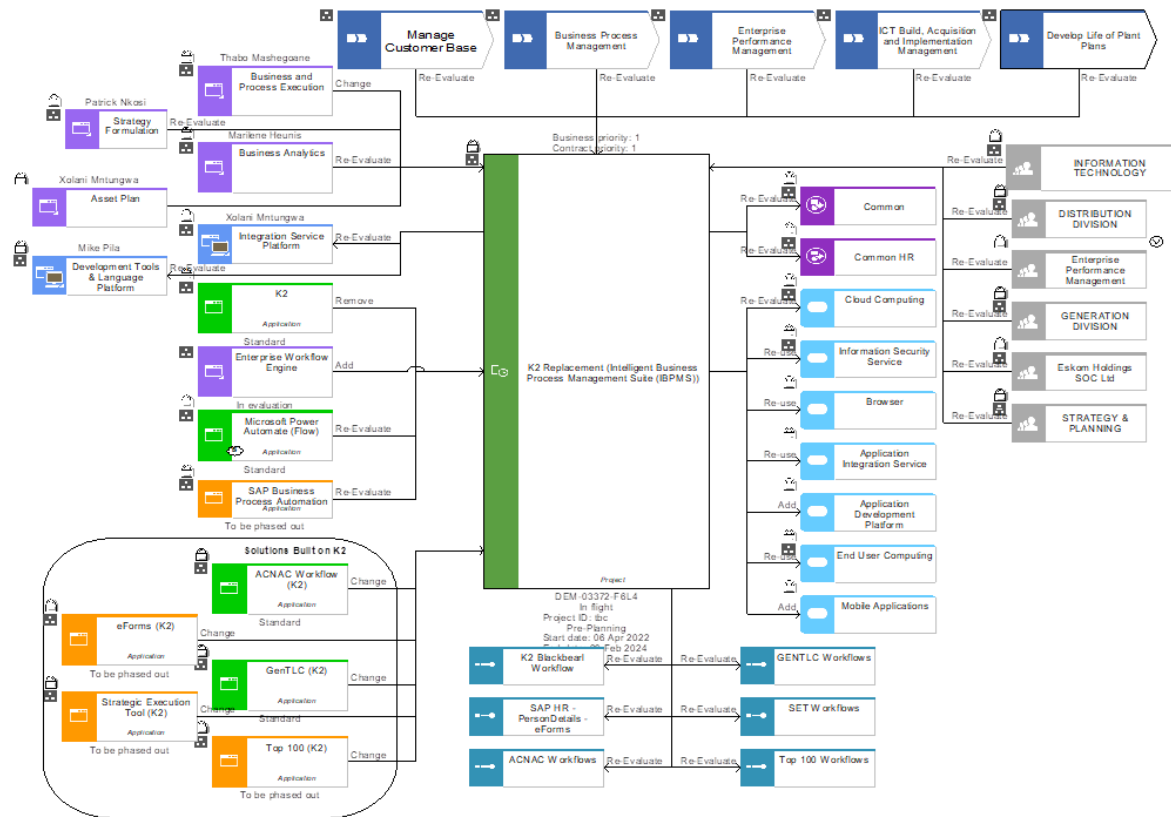 Manage
Customer Base
Business Process
Management
Enterprise
Performance
Management
ICT Build, Acquisition
and Implementation
Management
Develop Life of Plant
Plans
Re-Evaluate
Re-Evaluate
Re-Evaluate
Re-Evaluate
Re-Evaluate
Thabo Mashegoane
Business and
Process Execution
Change
Patrick Nkosi
Strategy
Formulation
Re-Evaluate
Marilene Heunis
Business Analytics
Re-Evaluate
Xolani Mntungwa
Asset Plan
Xolani Mntungwa
Integration Service
Platform
Re-Evaluate
Mike Pila
Development Tools
& Language
Platform
Re-Evaluate
K2
Application
Remove
Standard
Enterprise Workflow
Engine
Add
In evaluation
Microsoft Power
Automate (Flow)
Application
Re-Evaluate
Standard
SAP Business
Process Automation
Application
Re-Evaluate
To be phased out
Solutions Built on K2
ACNAC Workflow
(K2)
Application
Change
Standard
eForms (K2)
Application
Change
To be phased out
GenTLC (K2)
Application
Change
Standard
Strategic Execution
Tool (K2)
Application
Change
To be phased out
Top 100 (K2)
Application
Change
To be phased out
Business priority: 1
Contract priority: 1
K2 Replacement (Intelligent Business
Process Management Suite (IBPMS))
Project
DEM-03372-F6L4
In flight
Project ID: tbc
Pre-Planning
Start date: 06 Apr 2022
Feb 2024
Re-Evaluate
Common
Re-Evaluate
Common HR
Re-Evaluate
Cloud Computing
Re-use
Information Security
Service
Re-use
Browser
Re-use
Application
Integration Service
Add
Application
Development
Platform
Re-use
End User Computing
Add
Mobile Applications
Re-Evaluate
INFORMATION
TECHNOLOGY
Re-Evaluate
DISTRIBUTION
DIVISION
Re-Evaluate
Enterprise
Performance
Management
Re-Evaluate
GENERATION
DIVISION
Re-Evaluate
Eskom Holdings
SOC Ltd
Re-Evaluate
STRATEGY &
PLANNING
K2 Blackbearl
Workflow
Re-Evaluate
Re-Evaluate
GENTLC Workflows
SAP HR -
PersonDetails -
eForms
Re-Evaluate
Re-Evaluate
SET Workflows
ACNAC Workflows
Re-Evaluate
Re-Evaluate
Top 100 Workflows